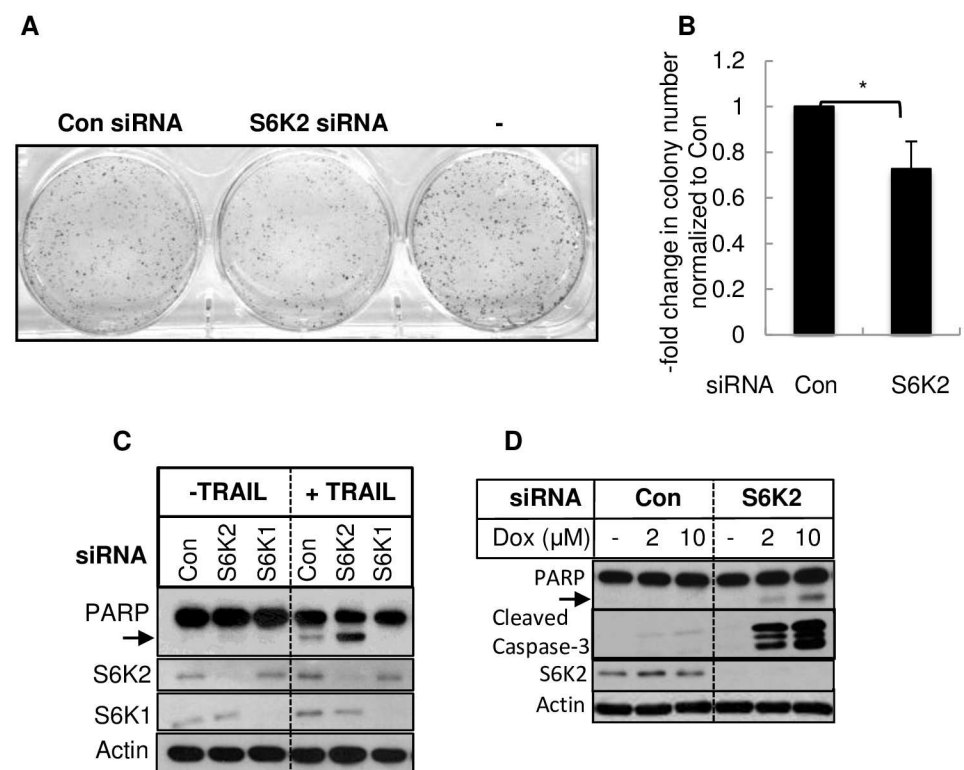 A
Con siRNA S6K2 siRNA -
B
-fold change in colony number
normalized to Con
1.2
1
0.8
0.6
0.4
0.2
0
*
siRNA Con S6K2
C
-TRAIL + TRAIL
siRNA Con S6K2 S6K1 Con S6K2 S6K1
PARP
S6K2
S6K1
Actin
D
siRNA Con S6K2
Dox (µM) - 2 10 - 2 10
PARP
Cleaved
Caspase-3
S6K2
Actin